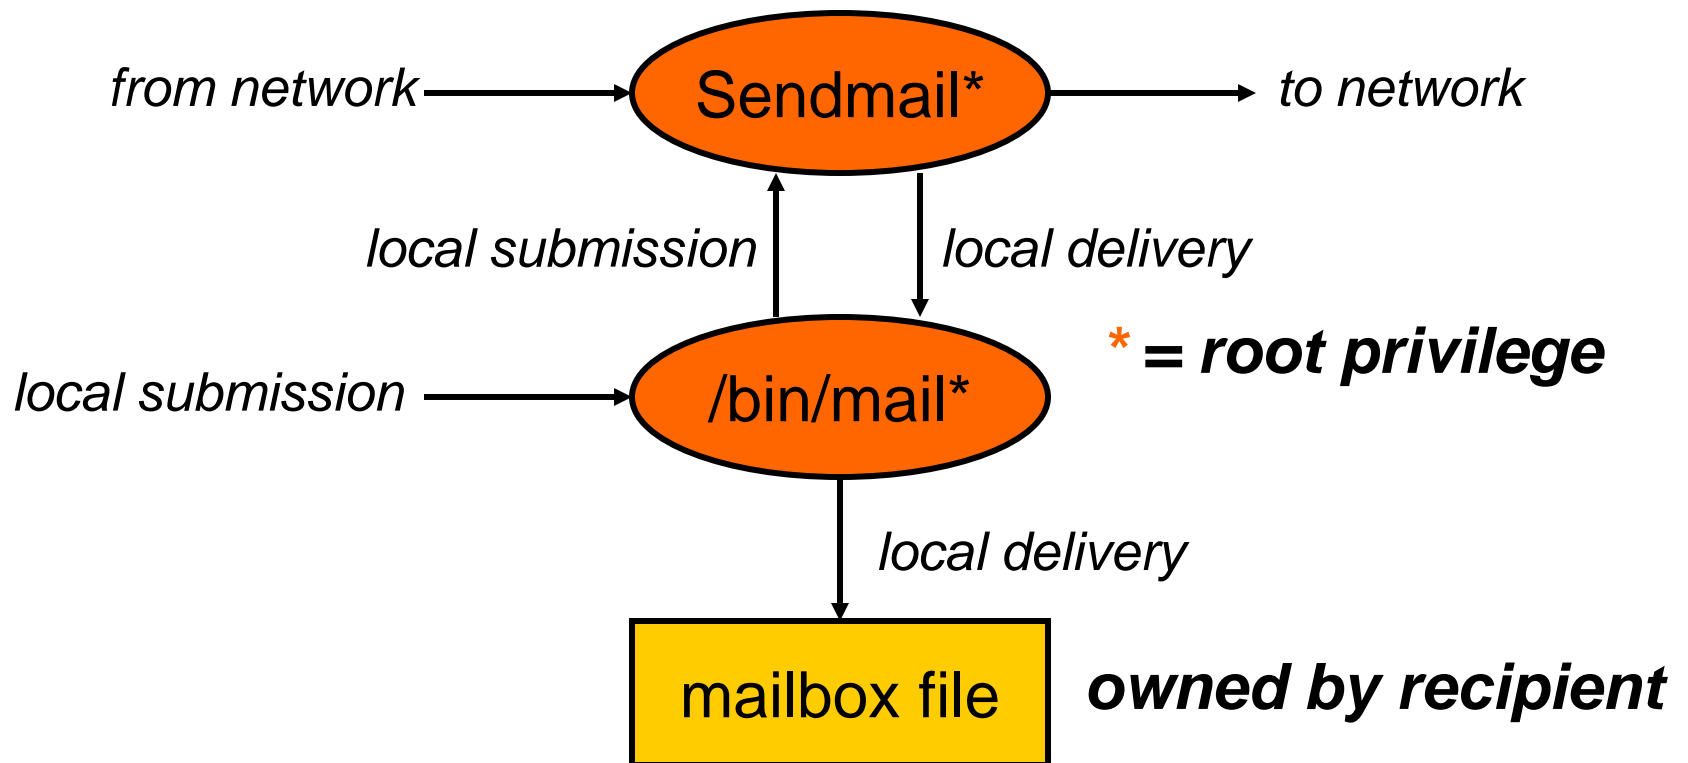 from network
Sendmail*
to network
local submission
local delivery
* = root privilege
local submission
/bin/mail*
local delivery
mailbox file
owned by recipient